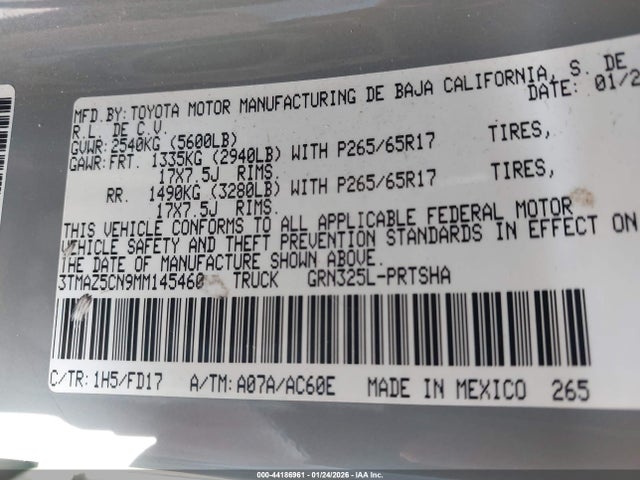 MFD.BY: TOYOTA MOTOR MANUFACTURING DE BAJA CALIFORNIA, S. DE
R.L. DE C.V. DATE: 01/2
GVWR: 2540KG (5600LB)
GAWR: FRT. 1335KG (2940LB) WITH P265/65R17 TIRES,
17X7.5J RIMS.
RR. 1490KG (3280LB) WITH P265/65R17 TIRES,
17X7.5J RIMS.
THIS VEHICLE CONFORMS TO ALL APPLICABLE FEDERAL MOTOR
VEHICLE SAFETY AND THEFT PREVENTION STANDARDS IN EFFECT ON
THE DATE OF MANUFACTURE SHOWN ABOVE.
3TMAZ5CN9MM145460 TRUCK GRN325L-PRTSHA
C/TR: 1H5/FD17 A/TM: A07A/AC60E MADE IN MEXICO 265
000-44186961 - 01/24/2026 - IAA Inc.